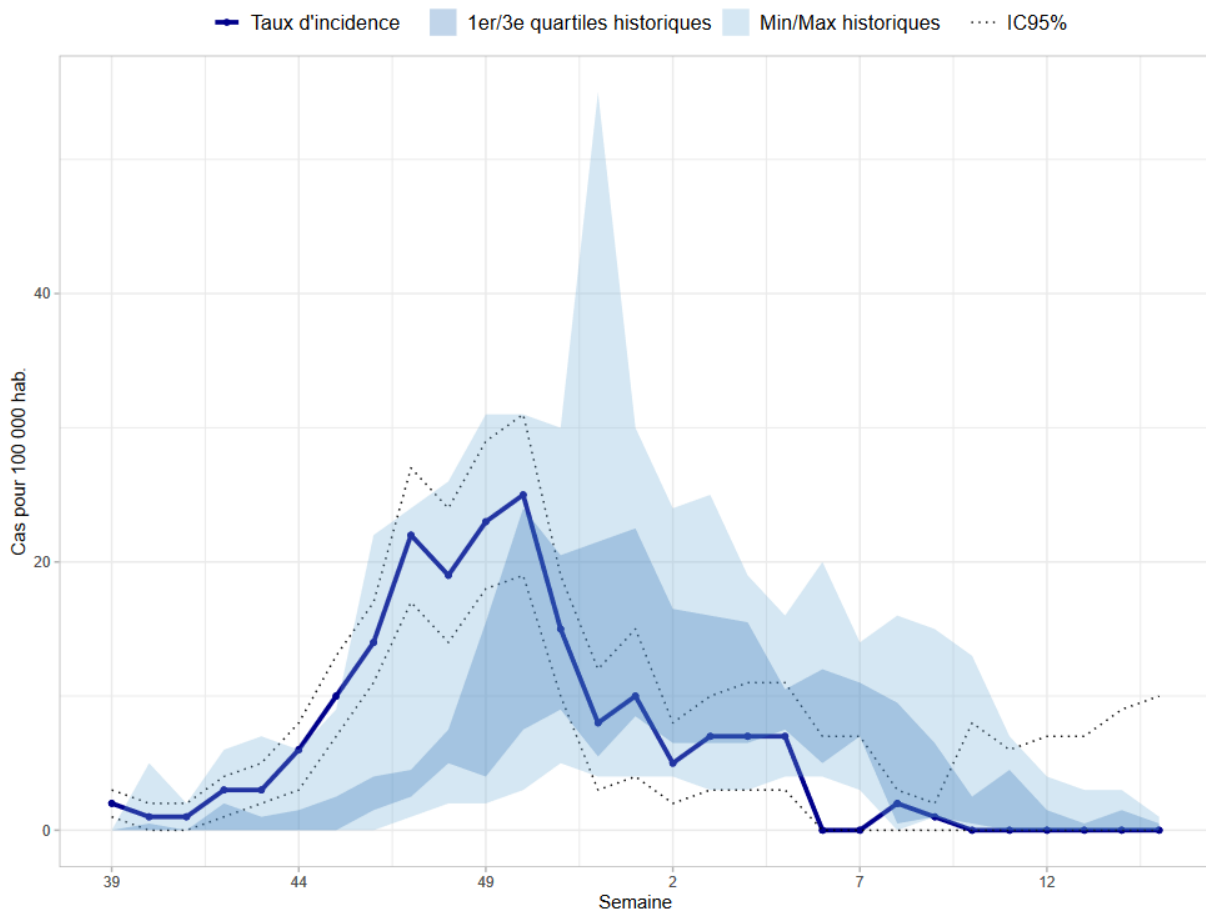 Taux d'incidence 1er/3e quartiles historiques Min/Max historiques IC95%
Cas pour 100 000 hab.
40
20
0
39 44 49 2 7 12
Semaine